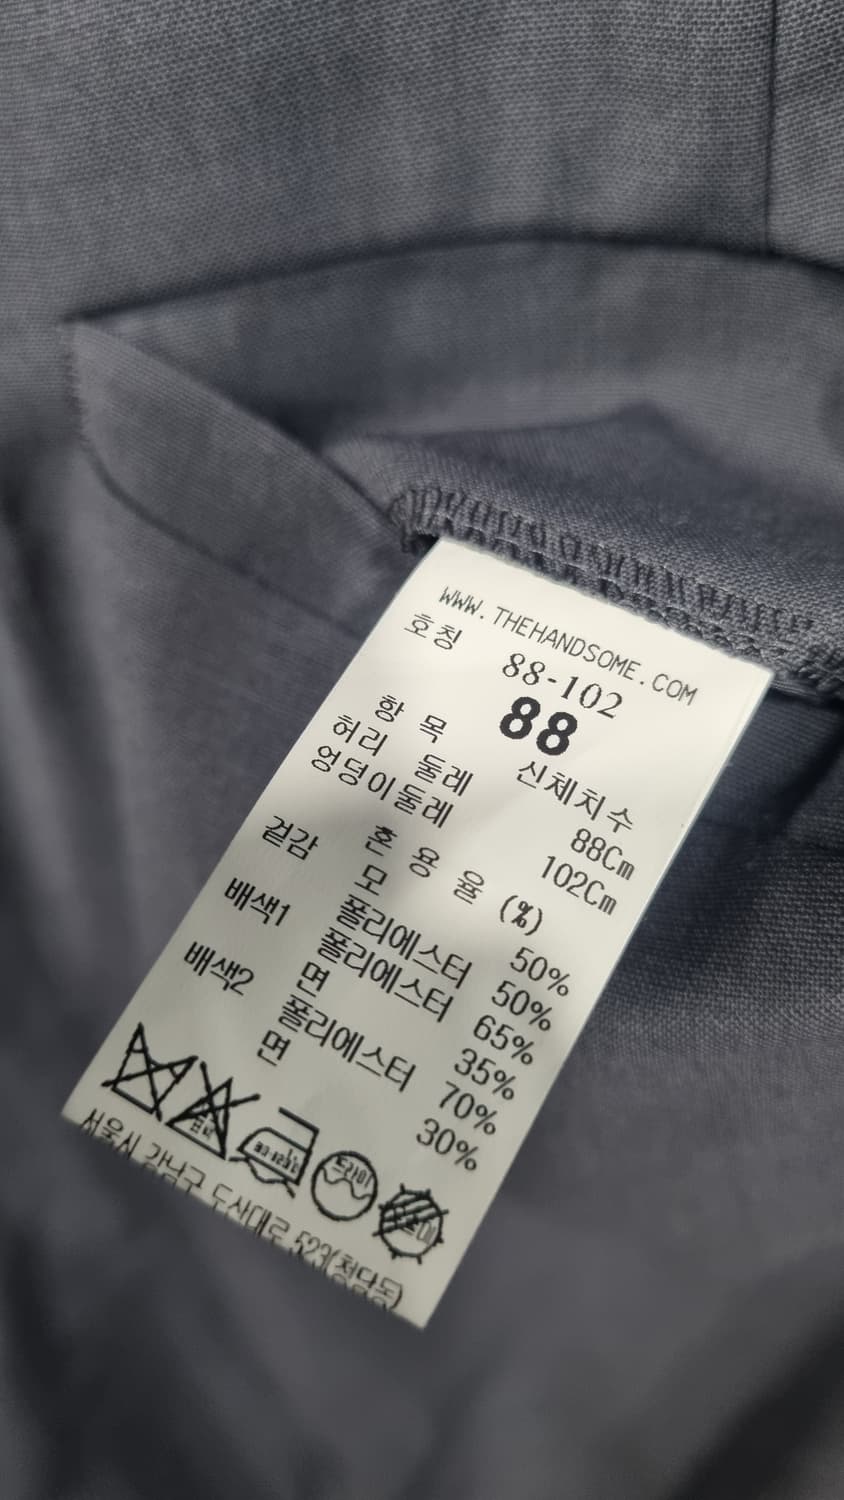 WWW.THEHANDSOME.COM
호칭 88-102
88
항 목 신체치수
허리 둘레 88Cm
엉덩이둘레 102Cm
혼 용 율 (%)
겉감 모 50%
폴리에스터 50%
배색1 폴리에스터 65%
면 35%
배색2 폴리에스터 70%
면 30%
드라이
서울시 강남구 도산대로 523(청담동)